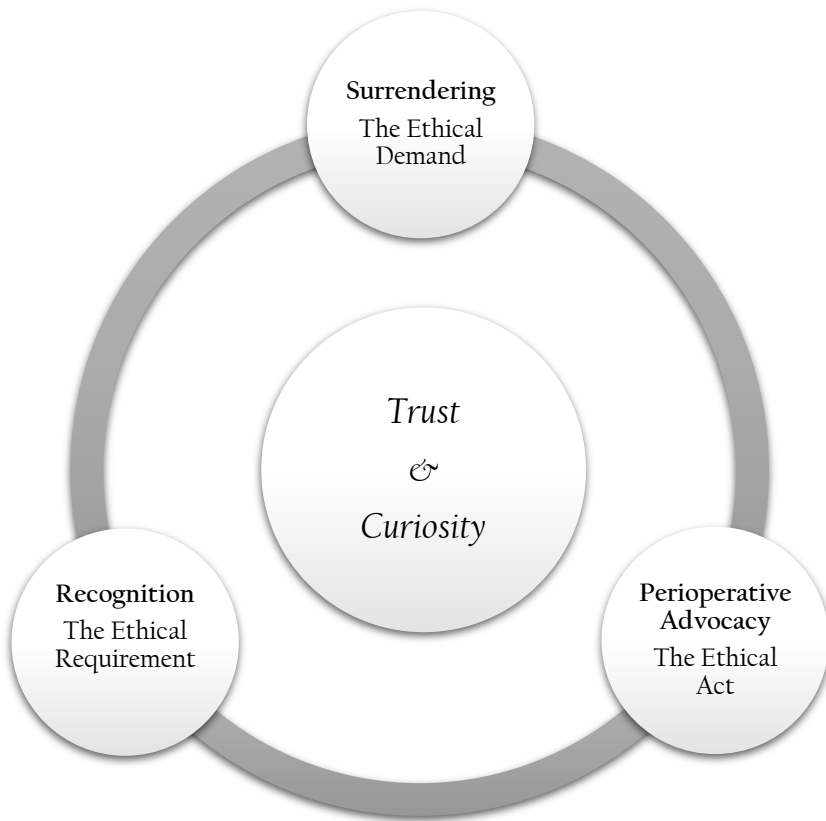 Surrendering
The Ethical
Demand
Trust
&
Curiosity
Recognition
The Ethical
Requirement
Perioperative
Advocacy
The Ethical
Act